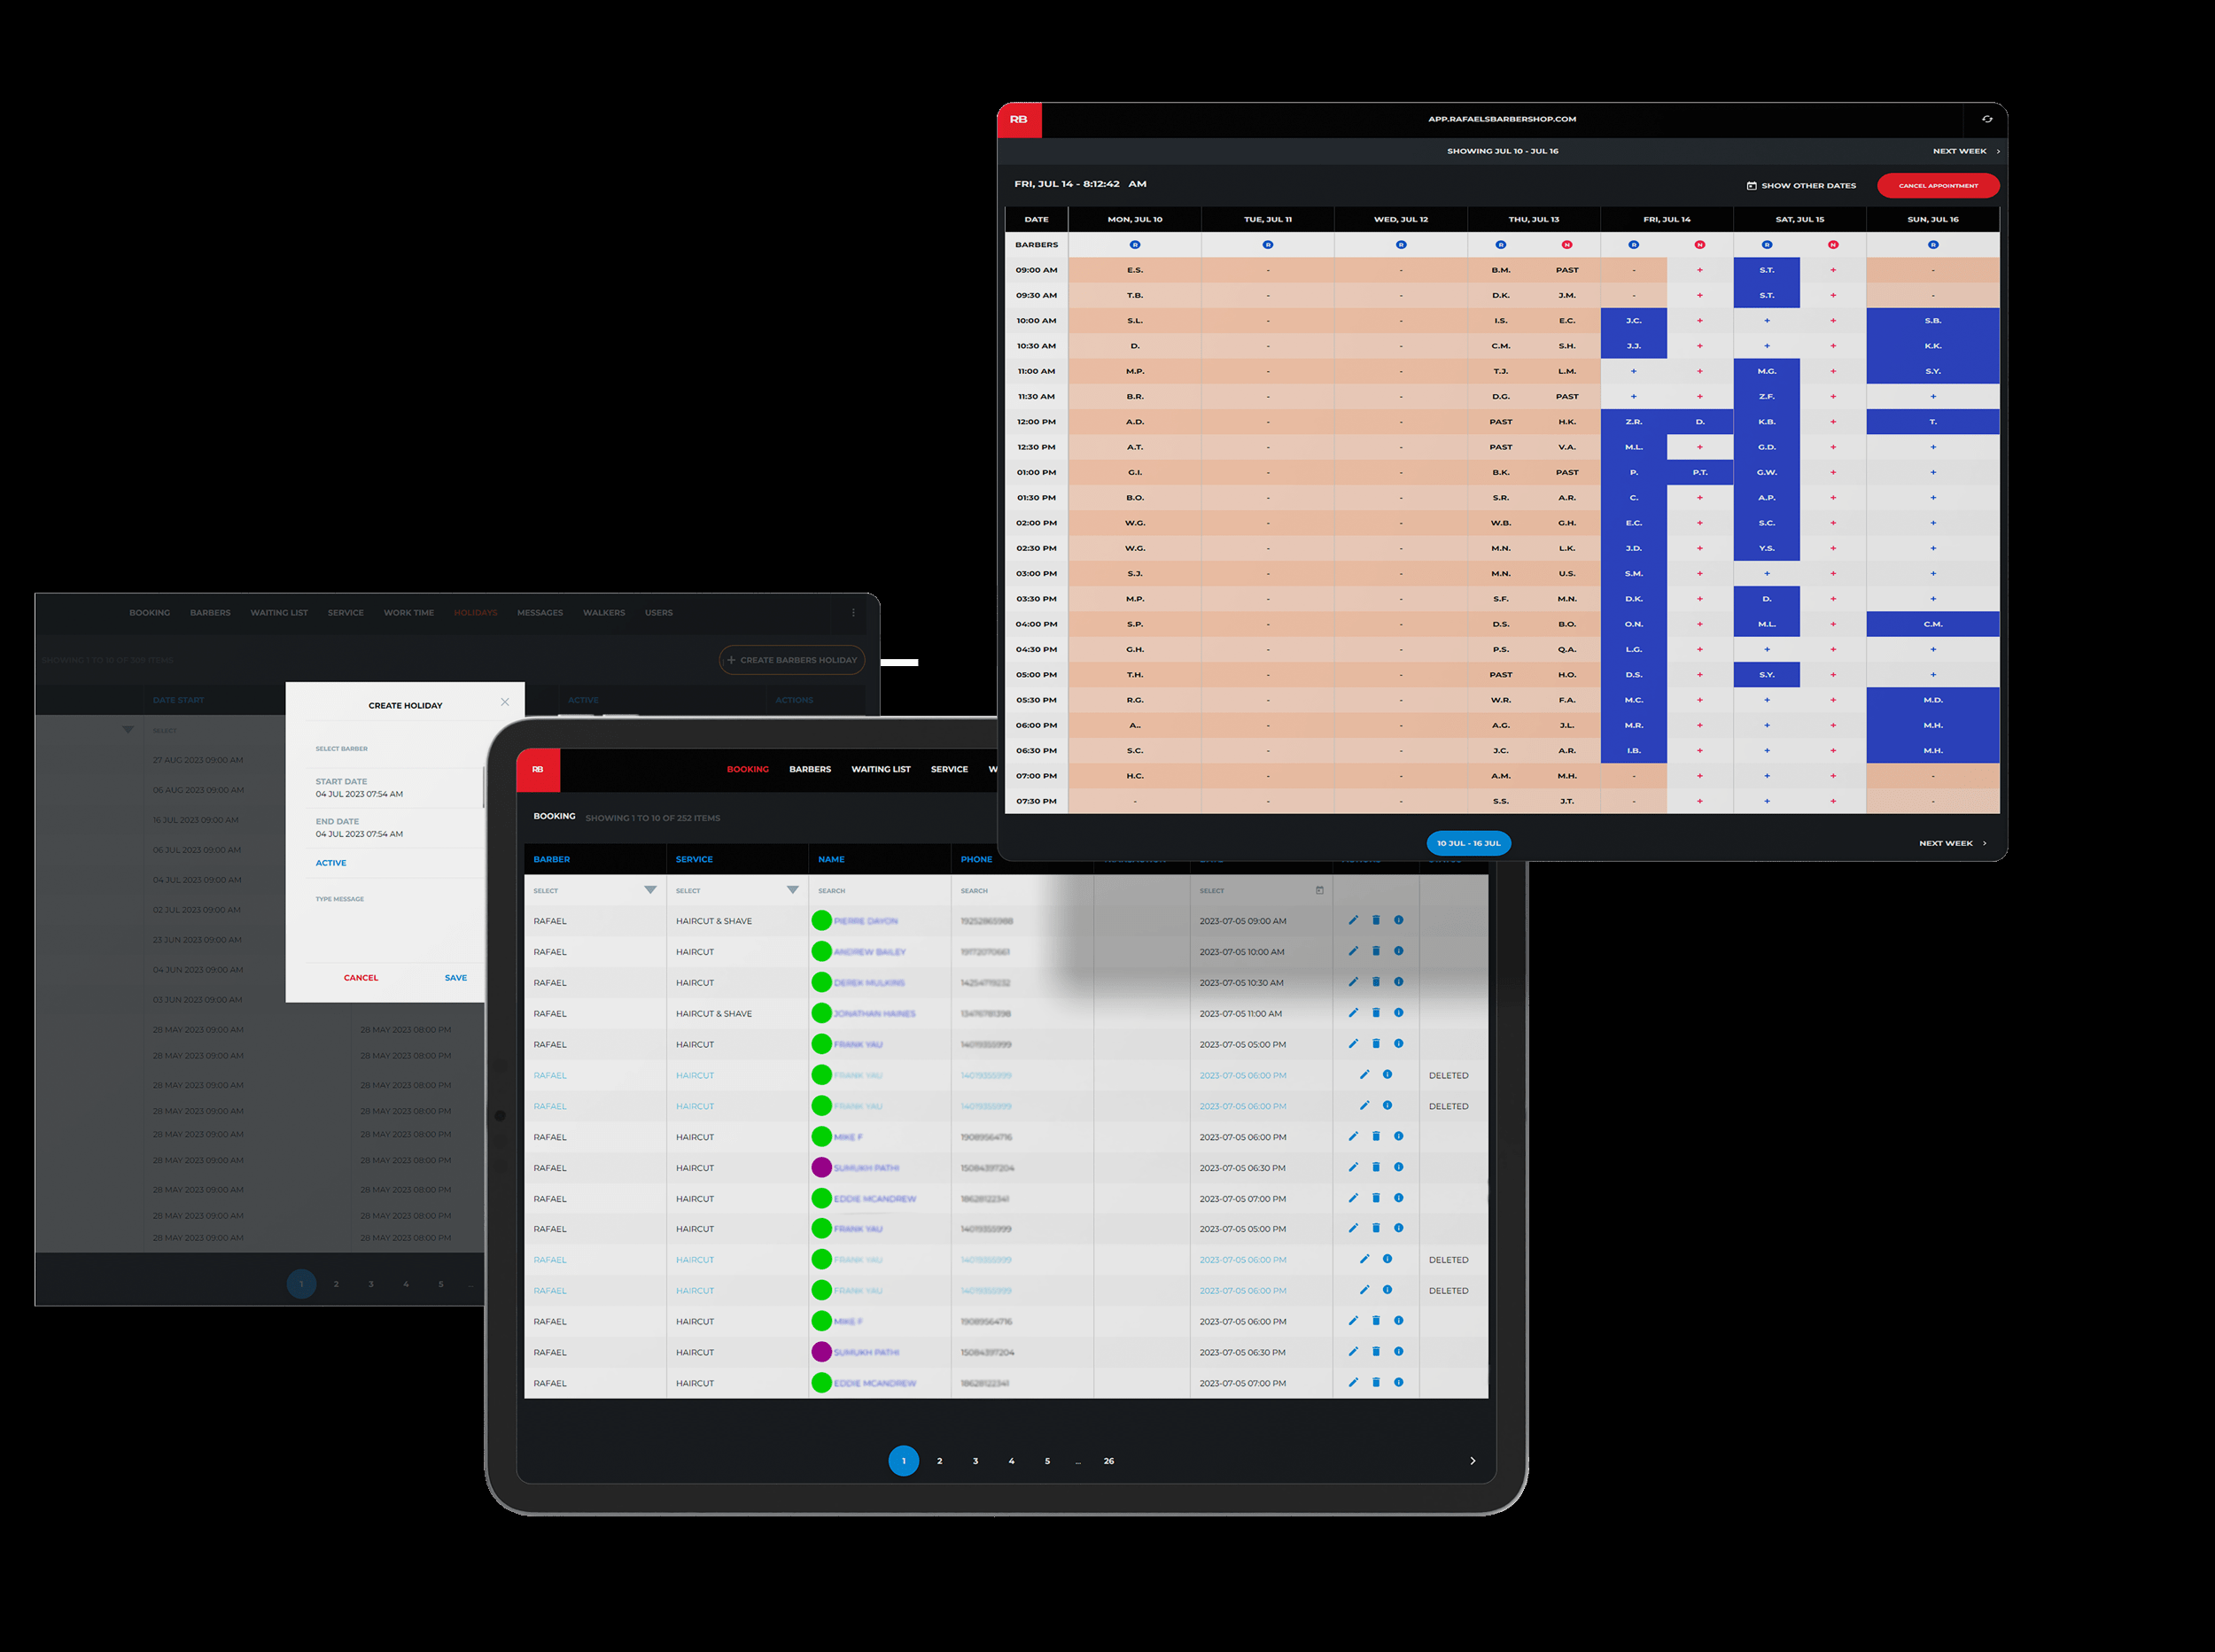 RB
APP.RAFAELSBARBERSHOP.COM
SHOWING JUL 10 - JUL 16
NEXT WEEK >
FRI, JUL 14 - 8:12:42 AM
SHOW OTHER DATES
CANCEL APPOINTMENT
DATE MON, JUL 10 TUE, JUL 11 WED, JUL 12 THU, JUL 13 FRI, JUL 14 SAT, JUL 15 SUN, JUL 16
BARBERS R R R R N R N R N R
09:00 AM E.S. - - B.M. PAST - + S.T. + -
09:30 AM T.B. - - D.K. J.M. - + S.T. + -
10:00 AM S.L. - - I.S. E.C. J.C. + + + S.B.
10:30 AM D. - - C.M. S.H. J.J. + + + K.K.
11:00 AM M.P. - - T.J. L.M. + + M.G. + S.Y.
11:30 AM B.R. - - D.G. PAST + + Z.F. + +
12:00 PM A.D. - - PAST H.K. Z.R. D. K.B. + T.
12:30 PM A.T. - - PAST V.A. M.L. + G.D. + +
01:00 PM G.I. - - B.K. PAST P. P.T. G.W. + +
01:30 PM B.O. - - S.R. A.R. C. + A.P. + +
02:00 PM W.G. - - W.B. G.H. E.C. + S.C. + +
02:30 PM W.G. - - M.N. L.K. J.D. + Y.S. + +
03:00 PM S.J. - - M.N. U.S. S.M. + + + +
03:30 PM M.P. - - S.F. M.N. D.K. + D. + +
04:00 PM S.P. - - D.S. B.O. O.N. + M.L. + C.M.
04:30 PM G.H. - - P.S. Q.A. L.G. + + + +
05:00 PM T.H. - - PAST H.O. D.S. + S.Y. + +
05:30 PM R.G. - - W.R. F.A. M.C. + + + M.D.
06:00 PM A.. - - A.G. J.L. M.R. + + + M.H.
06:30 PM S.C. - - J.C. A.R. I.B. + + + M.H.
07:00 PM H.C. - - A.M. M.H. - + + + -
07:30 PM - - - S.S. J.T. - + + + -
10 JUL - 16 JUL
NEXT WEEK >
BOOKING BARBERS WAITING LIST SERVICE WORK TIME HOLIDAYS MESSAGES WALKERS USERS
SHOWING 1 TO 10 OF 369 ITEMS
+ CREATE BARBERS HOLIDAY
DATE START ACTIVE ACTIONS
SELECT
27 AUG 2023 09:00 AM
06 AUG 2023 09:00 AM
16 JUL 2023 09:00 AM
06 JUL 2023 09:00 AM
04 JUL 2023 09:00 AM
02 JUL 2023 09:00 AM
23 JUN 2023 09:00 AM
04 JUN 2023 09:00 AM
03 JUN 2023 09:00 AM
28 MAY 2023 09:00 AM 28 MAY 2023 08:00 PM
28 MAY 2023 09:00 AM 28 MAY 2023 08:00 PM
28 MAY 2023 09:00 AM 28 MAY 2023 08:00 PM
28 MAY 2023 09:00 AM 28 MAY 2023 08:00 PM
28 MAY 2023 09:00 AM 28 MAY 2023 08:00 PM
28 MAY 2023 09:00 AM 28 MAY 2023 08:00 PM
28 MAY 2023 09:00 AM 28 MAY 2023 08:00 PM
28 MAY 2023 09:00 AM 28 MAY 2023 08:00 PM
28 MAY 2023 09:00 AM 28 MAY 2023 08:00 PM
1 2 3 4 5 ...
CREATE HOLIDAY
SELECT BARBER
START DATE
04 JUL 2023 07:54 AM
END DATE
04 JUL 2023 07:54 AM
ACTIVE
TYPE MESSAGE
CANCEL SAVE
RB
BOOKING BARBERS WAITING LIST SERVICE W
BOOKING SHOWING 1 TO 10 OF 252 ITEMS
BARBER SERVICE NAME PHONE
SELECT SELECT SEARCH SEARCH SELECT
RAFAEL HAIRCUT & SHAVE PIERRE DAYON 2023-07-05 09:00 AM
RAFAEL HAIRCUT ANDREW BAILEY 2023-07-05 10:00 AM
RAFAEL HAIRCUT DEREK MULKINS 2023-07-05 10:30 AM
RAFAEL HAIRCUT & SHAVE JONATHAN HAINES 2023-07-05 11:00 AM
RAFAEL HAIRCUT FRANK YAU 2023-07-05 05:00 PM
RAFAEL HAIRCUT FRANK YAU 2023-07-05 06:00 PM DELETED
RAFAEL HAIRCUT FRANK YAU 2023-07-05 06:00 PM DELETED
RAFAEL HAIRCUT MIKE F 2023-07-05 06:00 PM
RAFAEL HAIRCUT SUMUKH PATHI 2023-07-05 06:30 PM
RAFAEL HAIRCUT EDDIE MCANDREW 2023-07-05 07:00 PM
RAFAEL HAIRCUT FRANK YAU 2023-07-05 05:00 PM
RAFAEL HAIRCUT FRANK YAU 2023-07-05 06:00 PM DELETED
RAFAEL HAIRCUT FRANK YAU 2023-07-05 06:00 PM DELETED
RAFAEL HAIRCUT MIKE F 2023-07-05 06:00 PM
RAFAEL HAIRCUT SUMUKH PATHI 2023-07-05 06:30 PM
RAFAEL HAIRCUT EDDIE MCANDREW 2023-07-05 07:00 PM
1 2 3 4 5 ... 26 >